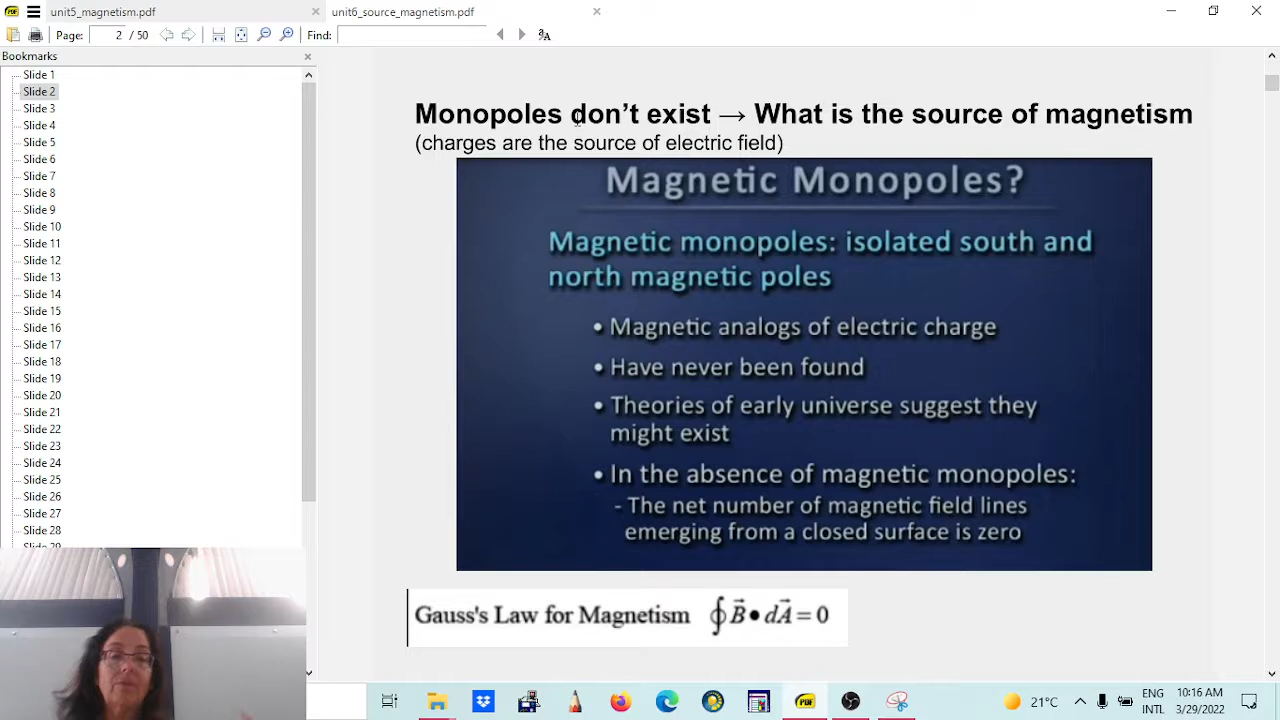 unit5_magnetism.pdf
unit6_source_magnetism.pdf
Page:
2 / 50
Find:
Bookmarks
Slide 1
Slide 2
Slide 3
Slide 4
Slide 5
Slide 6
Slide 7
Slide 8
Slide 9
Slide 10
Slide 11
Slide 12
Slide 13
Slide 14
Slide 15
Slide 16
Slide 17
Slide 18
Slide 19
Slide 20
Slide 21
Slide 22
Slide 23
Slide 24
Slide 25
Slide 26
Slide 27
Slide 28
Slide 29
Monopoles don’t exist → What is the source of magnetism
(charges are the source of electric field)
Magnetic Monopoles?
Magnetic monopoles: isolated south and
north magnetic poles
• Magnetic analogs of electric charge
• Have never been found
• Theories of early universe suggest they
might exist
• In the absence of magnetic monopoles:
- The net number of magnetic field lines
emerging from a closed surface is zero
Gauss's Law for Magnetism ∮B⃗•dA⃗=0
PDF
21°C
ENG
INTL
10:16 AM
3/29/2022